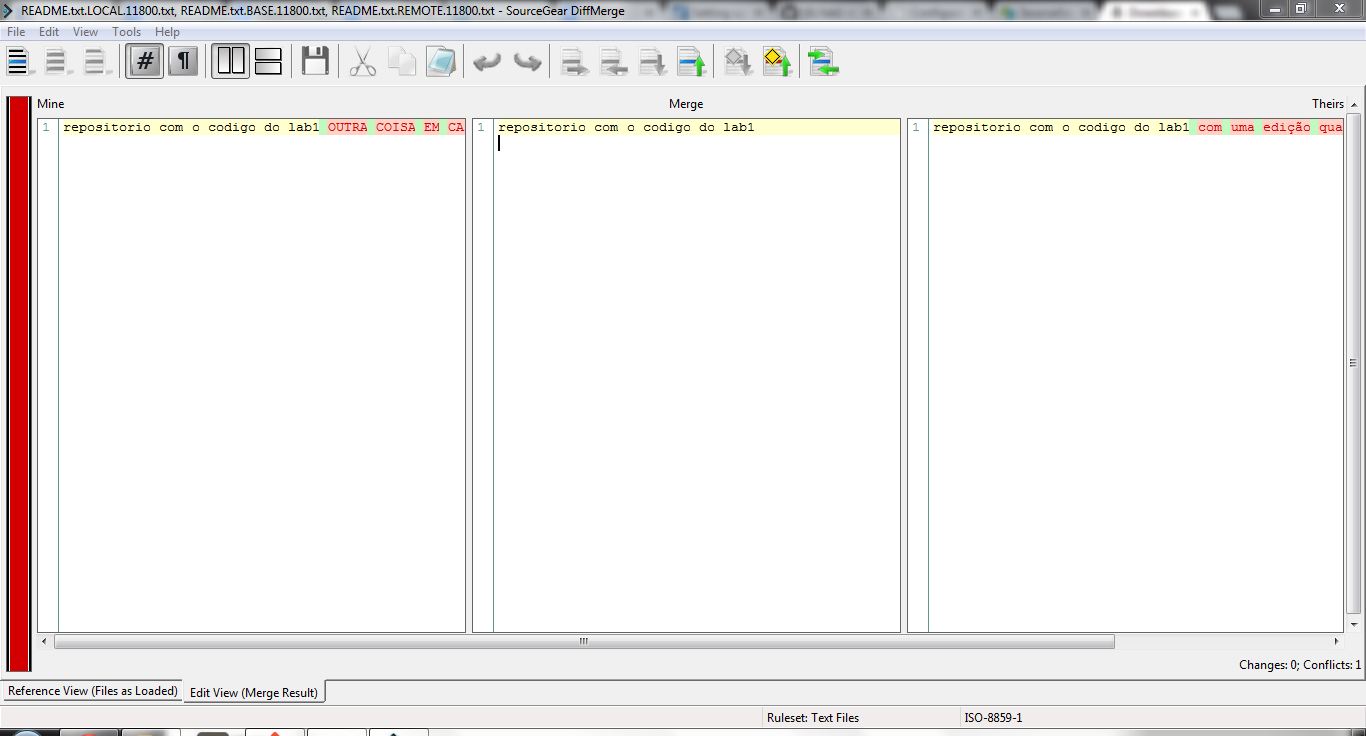 README.txt.LOCAL.11800.txt, README.txt.BASE.11800.txt, README.txt.REMOTE.11800.txt - SourceGear DiffMerge
File Edit View Tools Help
# ¶
Mine Merge Theirs
1 repositorio com o codigo do lab1 OUTRA COISA EM CA
1 repositorio com o codigo do lab1
1 repositorio com o codigo do lab1 com uma edição qua
Changes: 0; Conflicts: 1
Reference View (Files as Loaded) Edit View (Merge Result)
Ruleset: Text Files ISO-8859-1